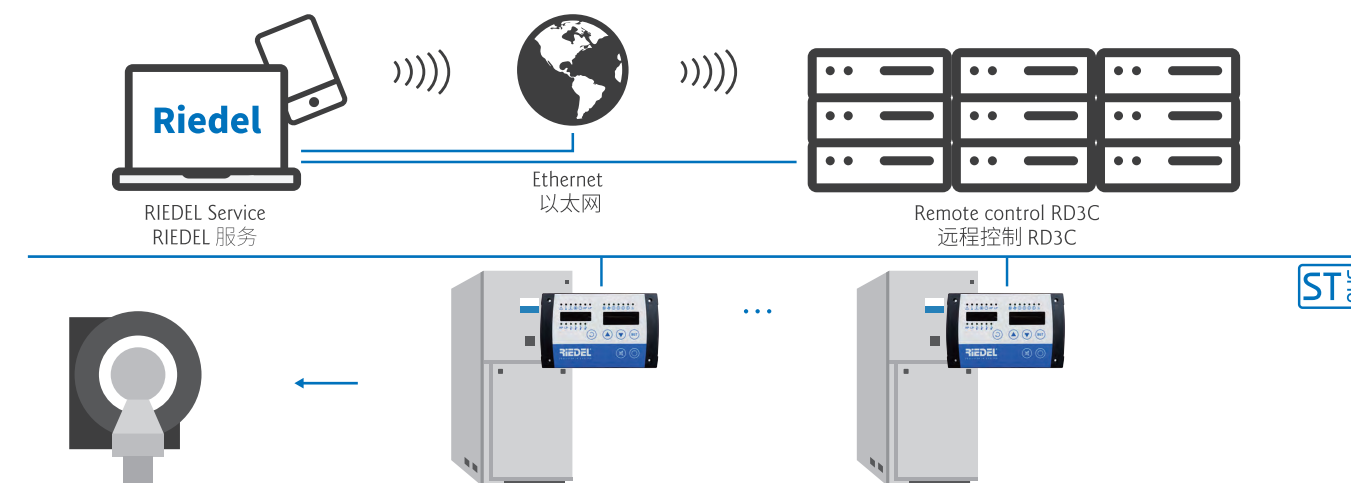 Riedel
Ethernet
以太网
RIEDEL Service
RIEDEL 服务
Remote control RD3C
远程控制 RD3C
ST
RIEDEL
RIEDEL